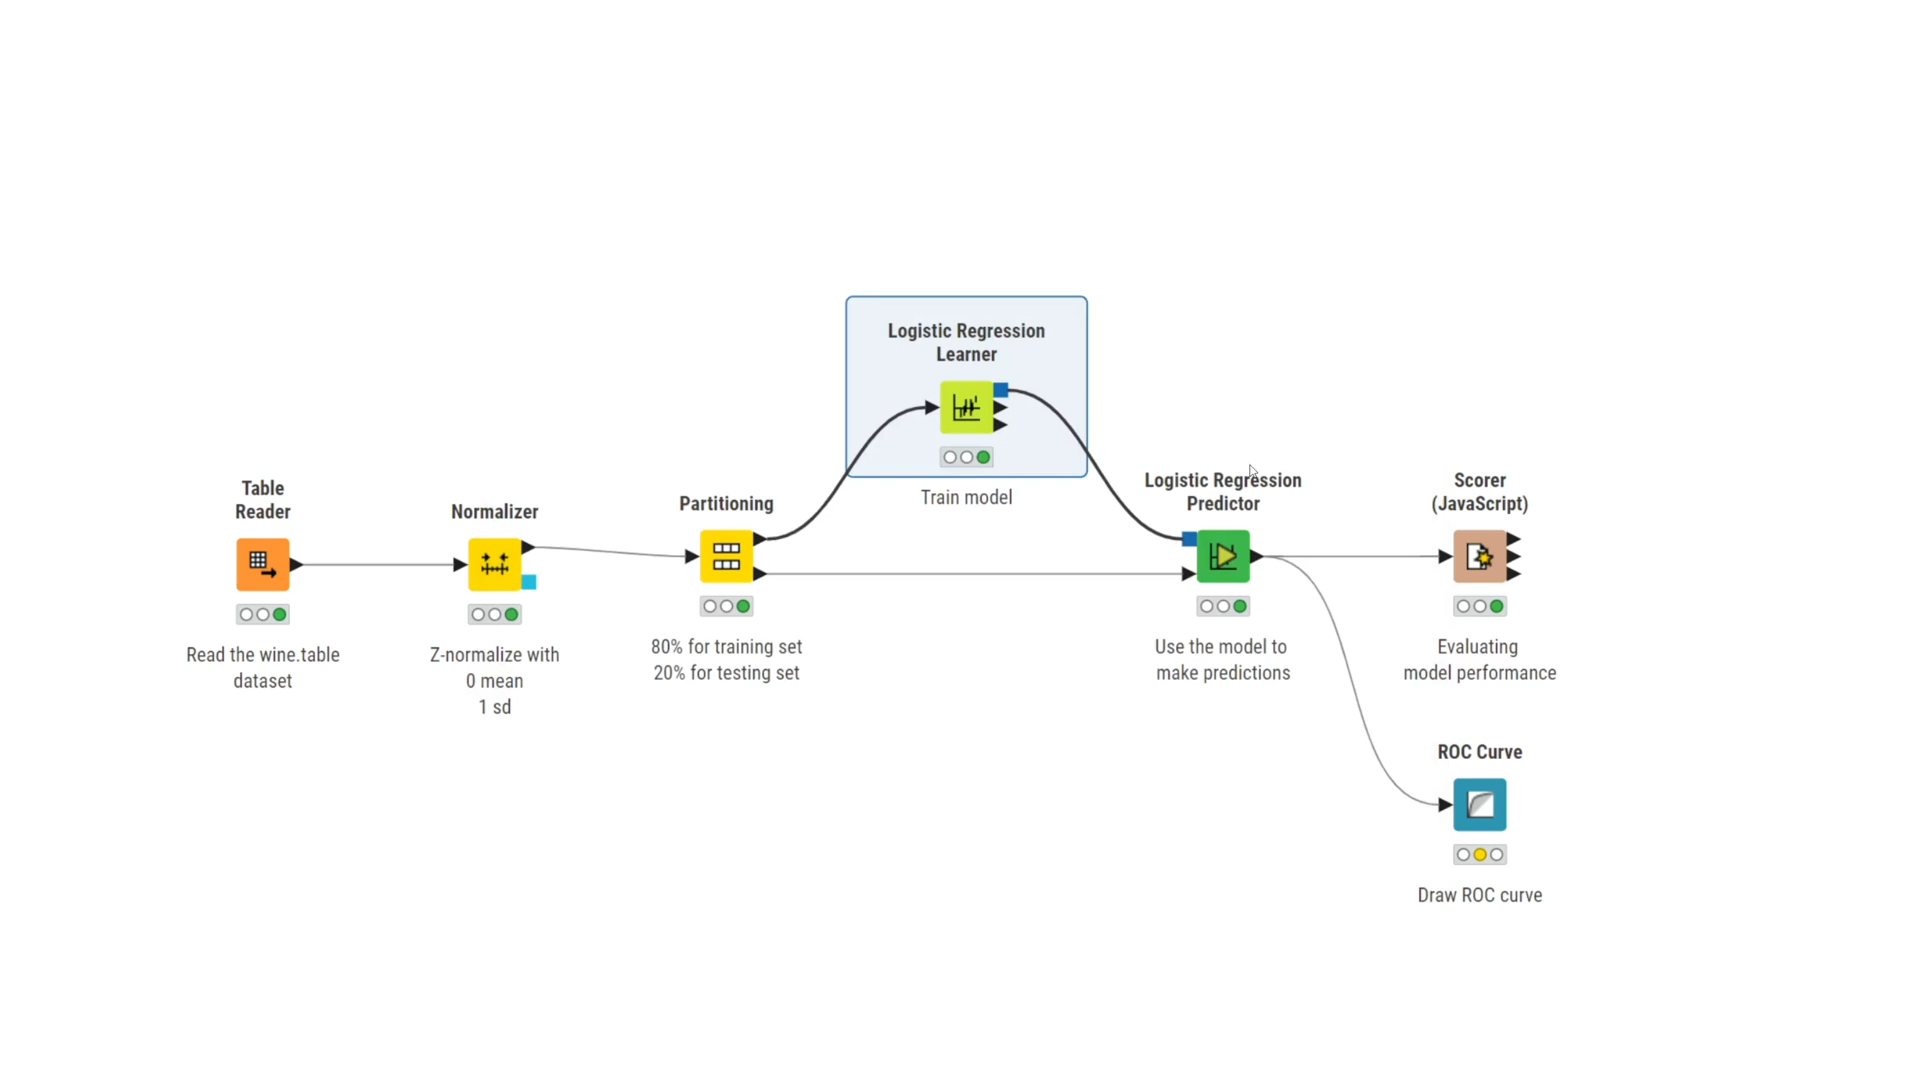 Logistic Regression
Learner
Train model
Table
Reader
Read the wine.table
dataset
Normalizer
Z-normalize with
0 mean
1 sd
Partitioning
80% for training set
20% for testing set
Logistic Regression
Predictor
Use the model to
make predictions
Scorer
(JavaScript)
Evaluating
model performance
ROC Curve
Draw ROC curve